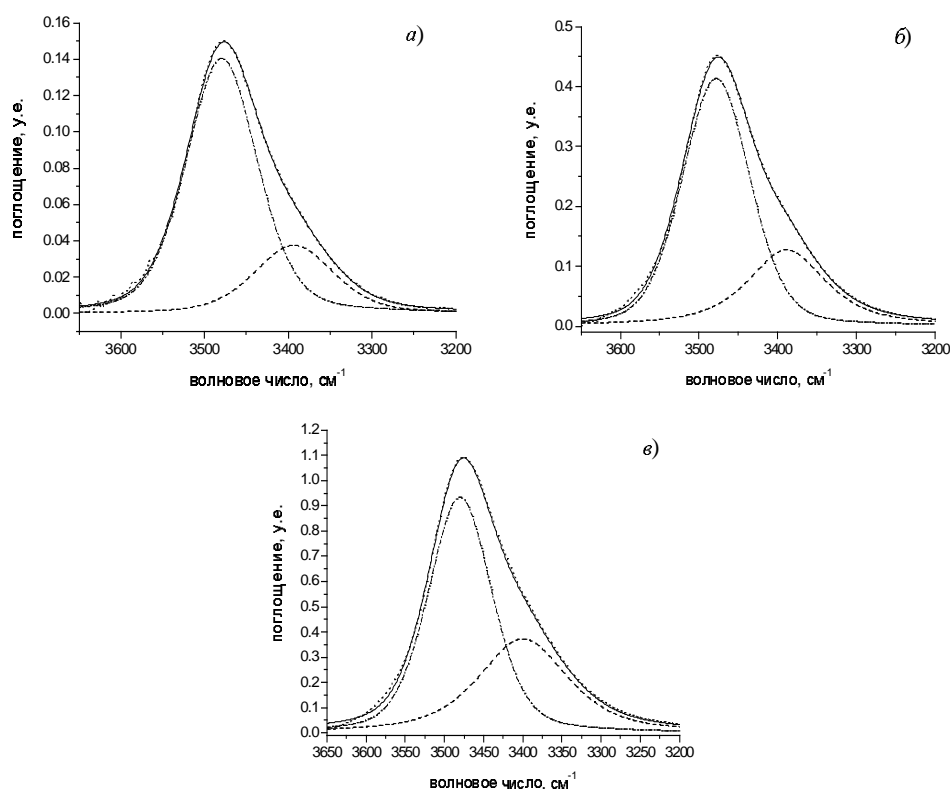 а)
0.16
0.14
0.12
0.10
0.08
0.06
0.04
0.02
0.00
поглощение, у.е.
3600 3500 3400 3300 3200
волновое число, см-1
б)
0.5
0.4
0.3
0.2
0.1
0.0
поглощение, у.е.
3600 3500 3400 3300 3200
волновое число, см-1
в)
1.2
1.1
1.0
0.9
0.8
0.7
0.6
0.5
0.4
0.3
0.2
0.1
0.0
поглощение, у.е.
3650 3600 3550 3500 3450 3400 3350 3300 3250 3200
волновое число, см-1